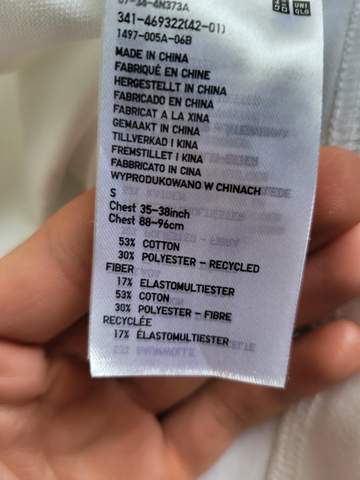 341-469322(42-01)
1497-005A-06B
MADE IN CHINA
FABRIQUÉ EN CHINE
HERGESTELLT IN CHINA
FABRICADO EN CHINA
FABRICAT A LA XINA
GEMAAKT IN CHINA
TILLVERKAD I KINA
FREMSTILLET I KINA
FABBRICATO IN CINA
WYPRODUKOWANO W CHINACH
S
Chest 35-38inch
Chest 88-96cm
53% COTTON
30% POLYESTER - RECYCLED
FIBER
17% ELASTOMULTIESTER
53% COTON
30% POLYESTER - FIBRE
RECYCLÉE
17% ÉLASTOMULTIESTER
UNI
QLO